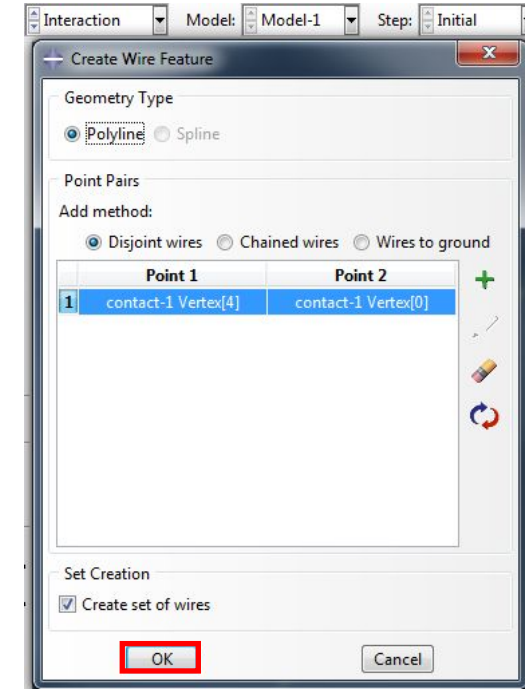 Interaction Model: Model-1 Step: Initial
Create Wire Feature
Geometry Type
Polyline Spline
Point Pairs
Add method:
Disjoint wires Chained wires Wires to ground
Point 1 Point 2
1 contact-1 Vertex[4] contact-1 Vertex[0]
Set Creation
Create set of wires
OK Cancel